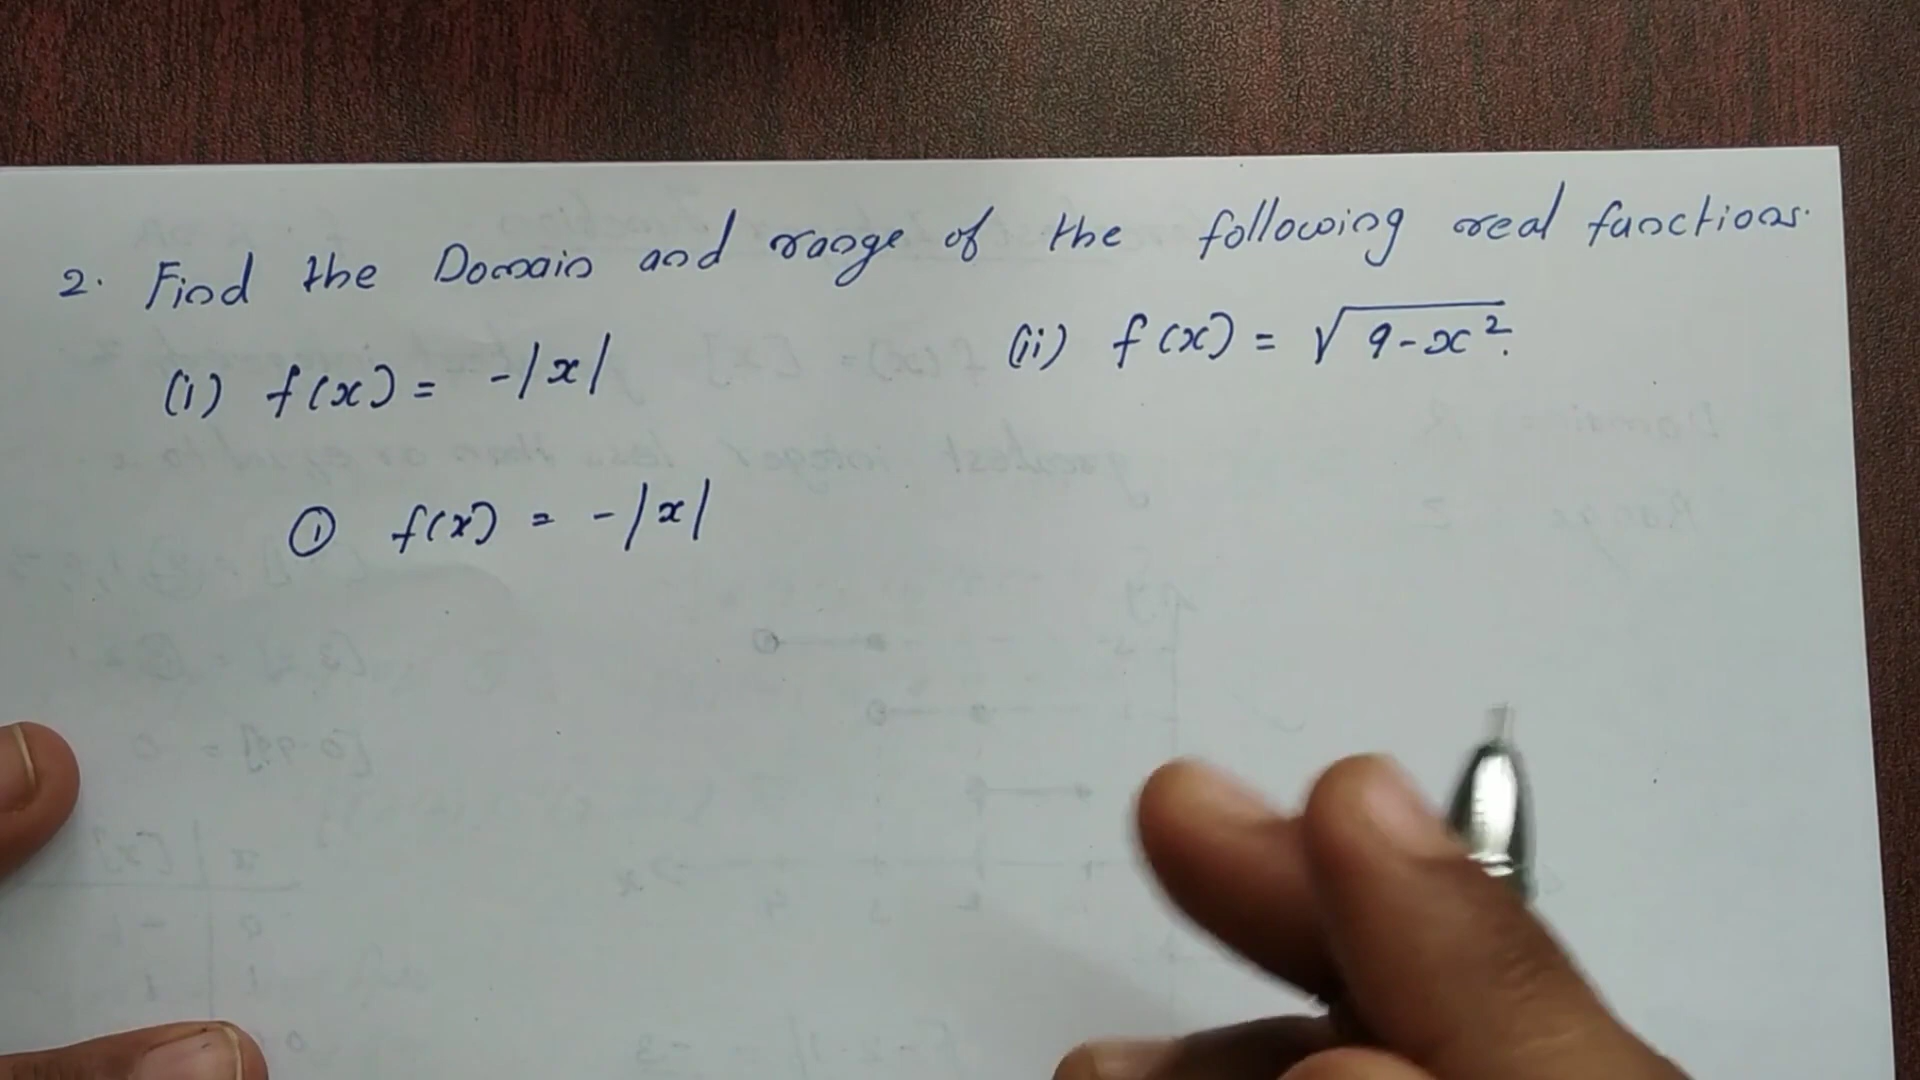 2. Find the Domain and range of the following real functions.
(i) f(x) = -|x| (ii) f(x) = √9-x².
① f(x) = -|x|